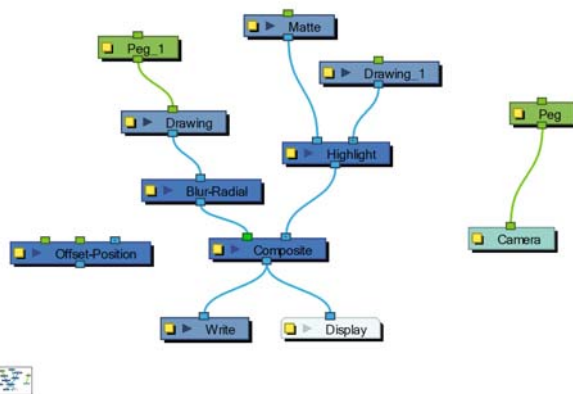 Matte
Peg_1
Drawing_1
Peg
Drawing
Highlight
Blur-Radial
Camera
Offset-Position
Composite
Write
Display